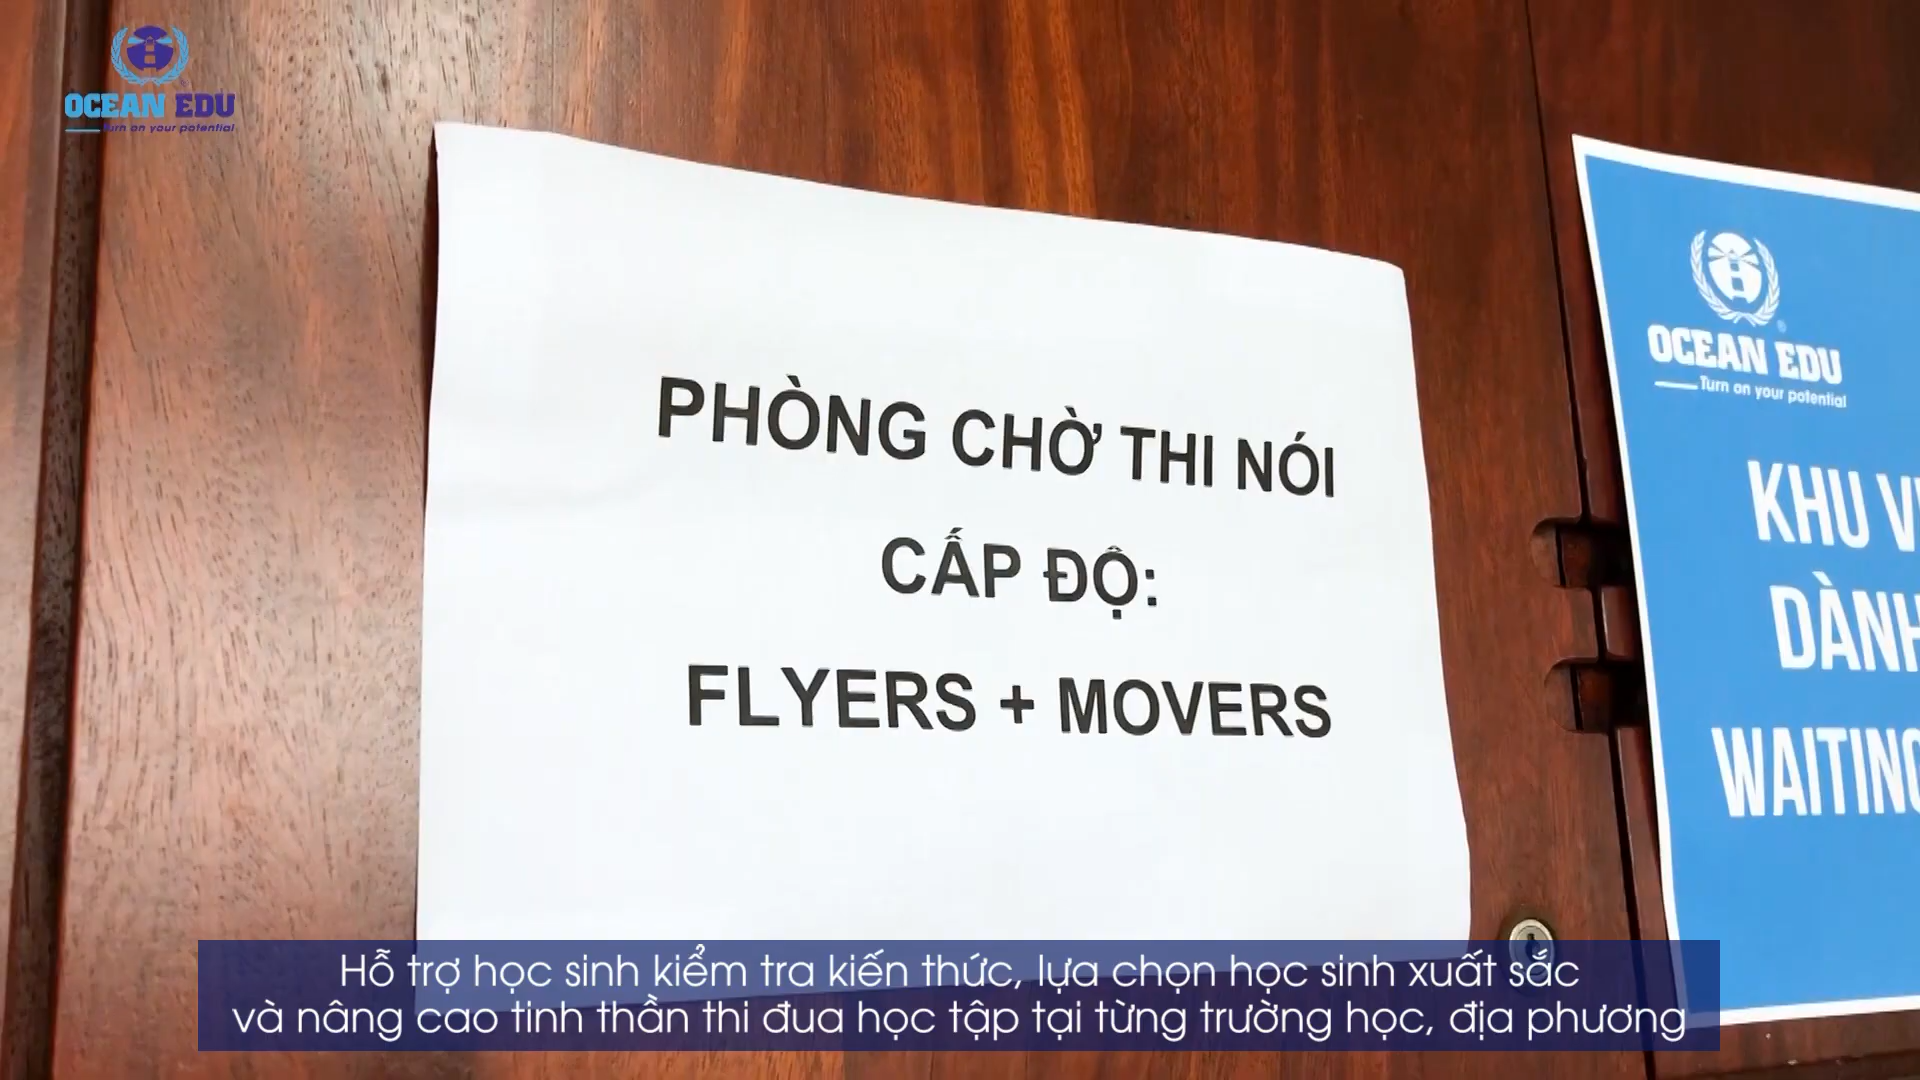 OCEAN EDU
Turn on your potential
PHÒNG CHỜ THI NÓI
CẤP ĐỘ:
FLYERS + MOVERS
OCEAN EDU
Turn on your potential
KHU
DÀNH
WAITING
Hỗ trợ học sinh kiểm tra kiến thức, lựa chọn học sinh xuất sắc
và nâng cao tinh thần thi đua học tập tại từng trường học, địa phương